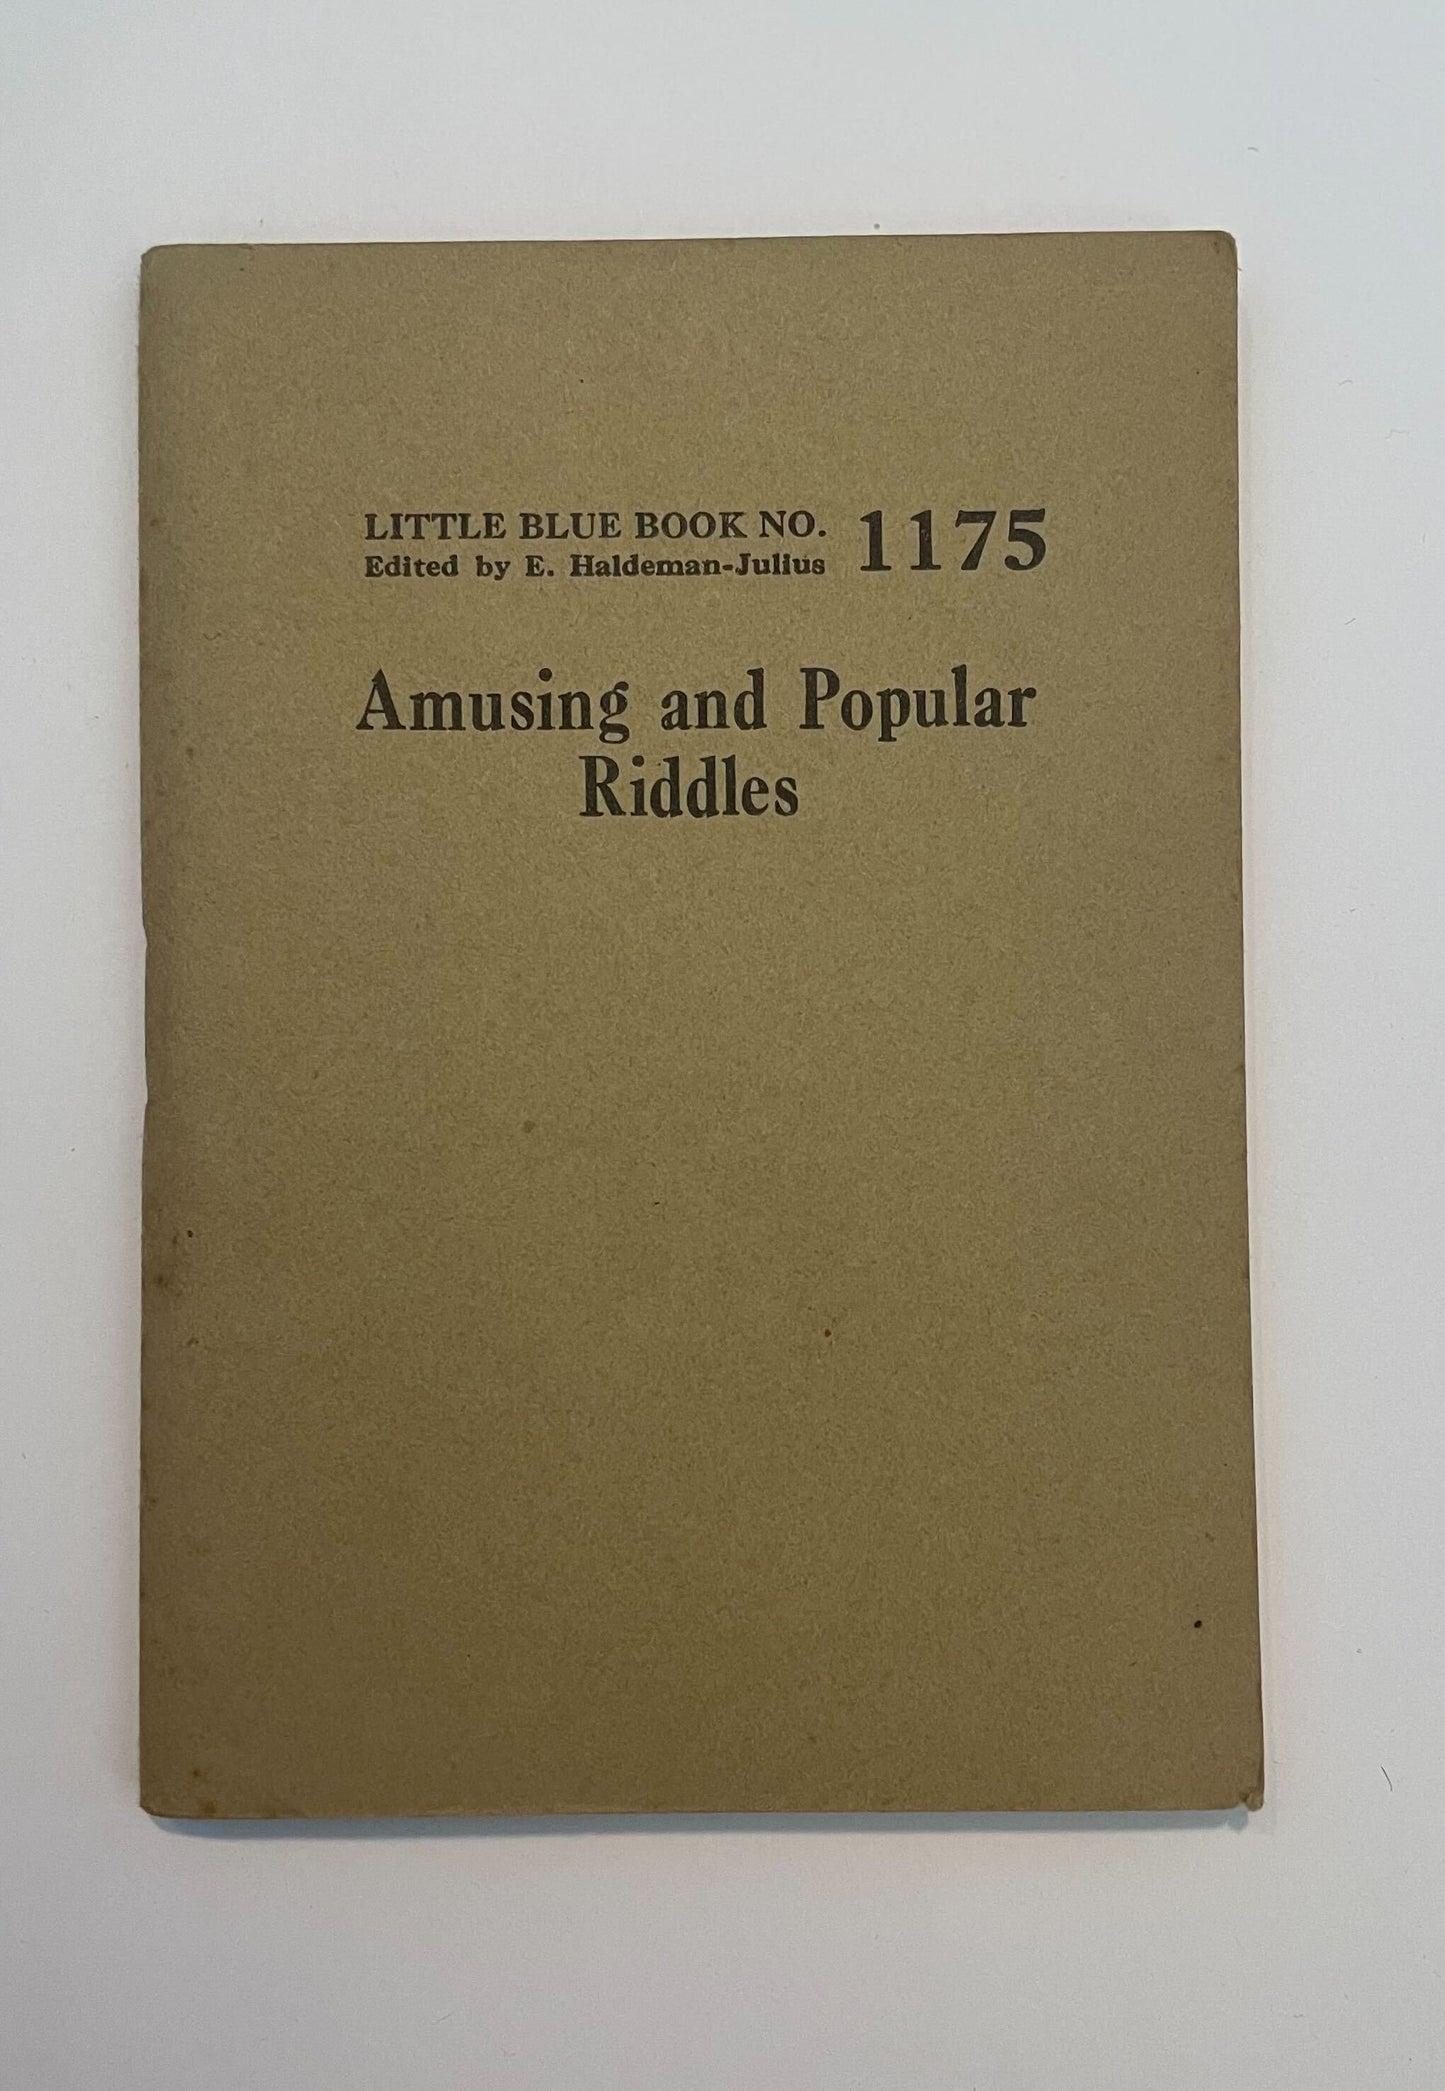 LITTLE BLUE BOOK NO. 1175
Edited by E. Haldeman-Julius
Amusing and Popular
Riddles